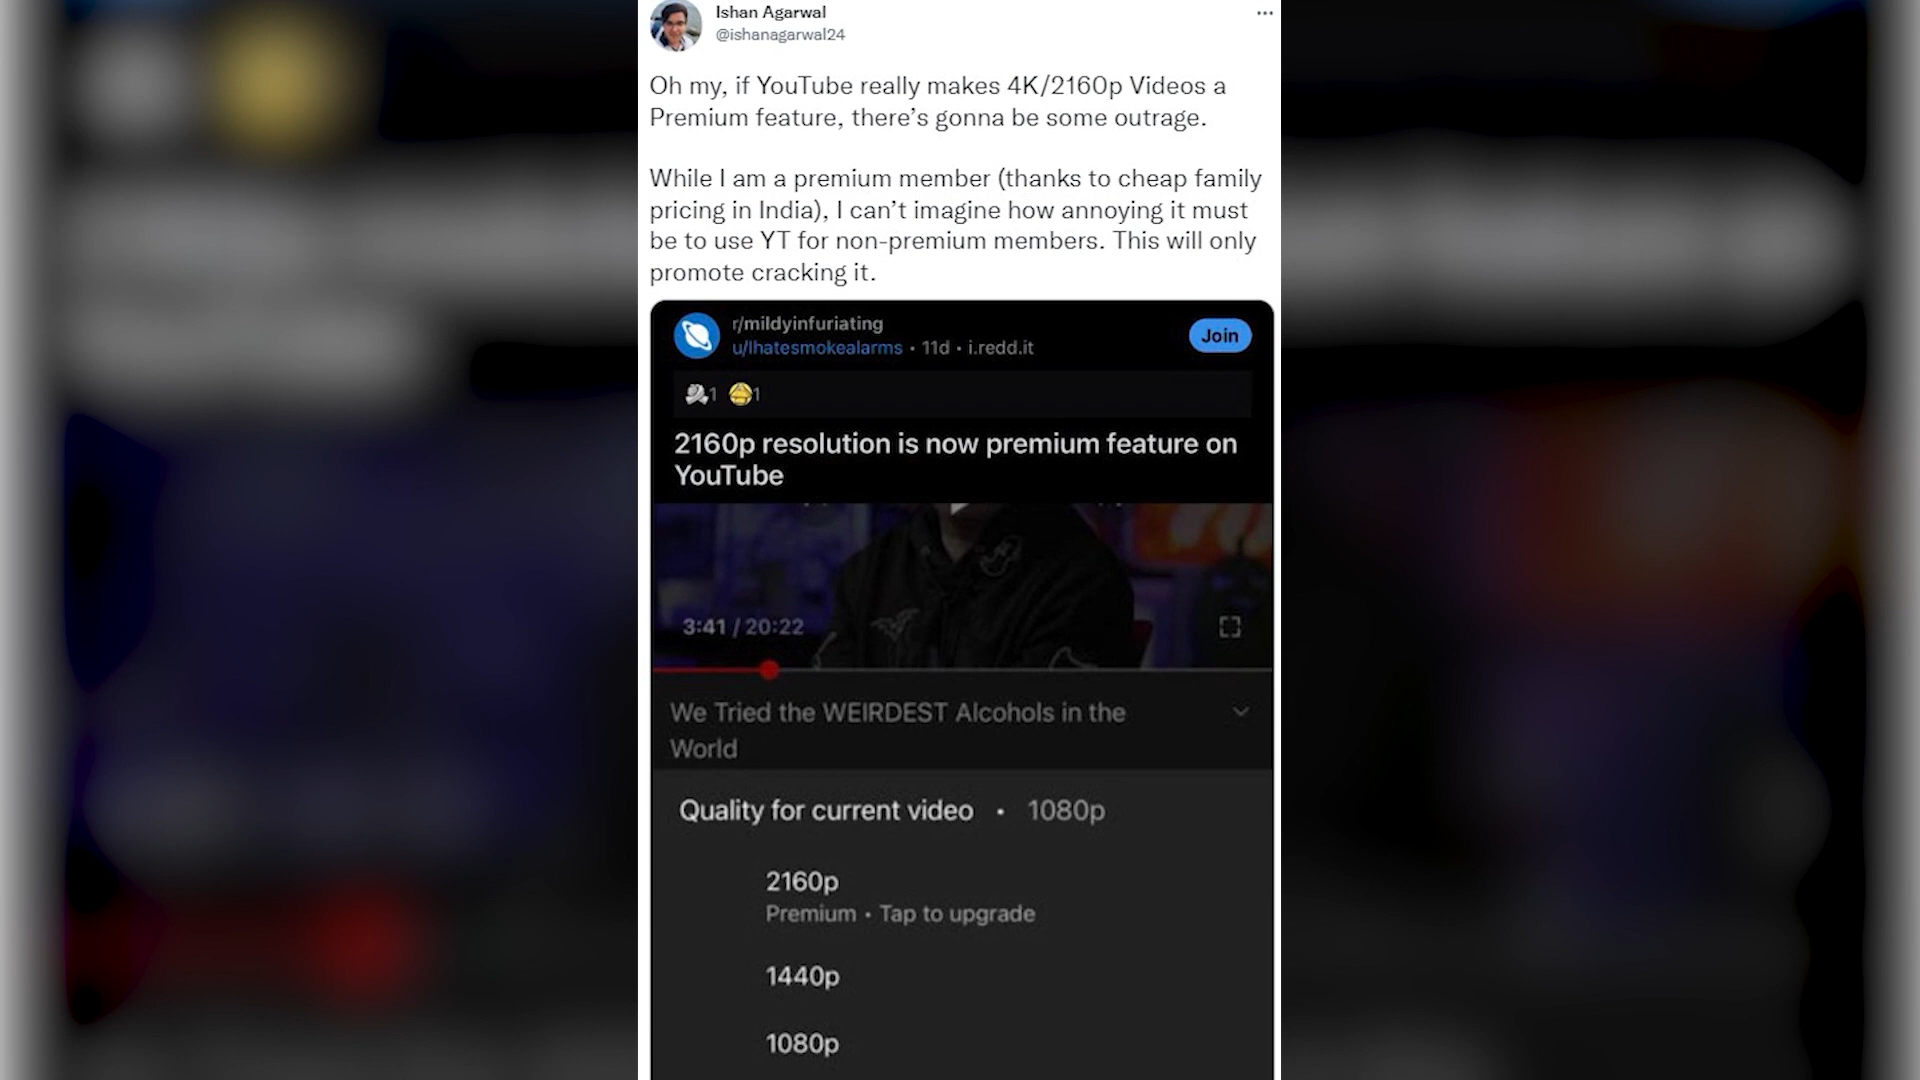 Ishan Agarwal
@ishanagarwal24
Oh my, if YouTube really makes 4K/2160p Videos a
Premium feature, there's gonna be some outrage.
While I am a premium member (thanks to cheap family
pricing in India), I can't imagine how annoying it must
be to use YT for non-premium members. This will only
promote cracking it.
r/mildyinfuriating
u/Ihatesmokealarms • 11d • i.redd.it
Join
1 1
2160p resolution is now premium feature on
YouTube
3:41 / 20:22
We Tried the WEIRDEST Alcohols in the
World
Quality for current video • 1080p
2160p
Premium • Tap to upgrade
1440p
1080p